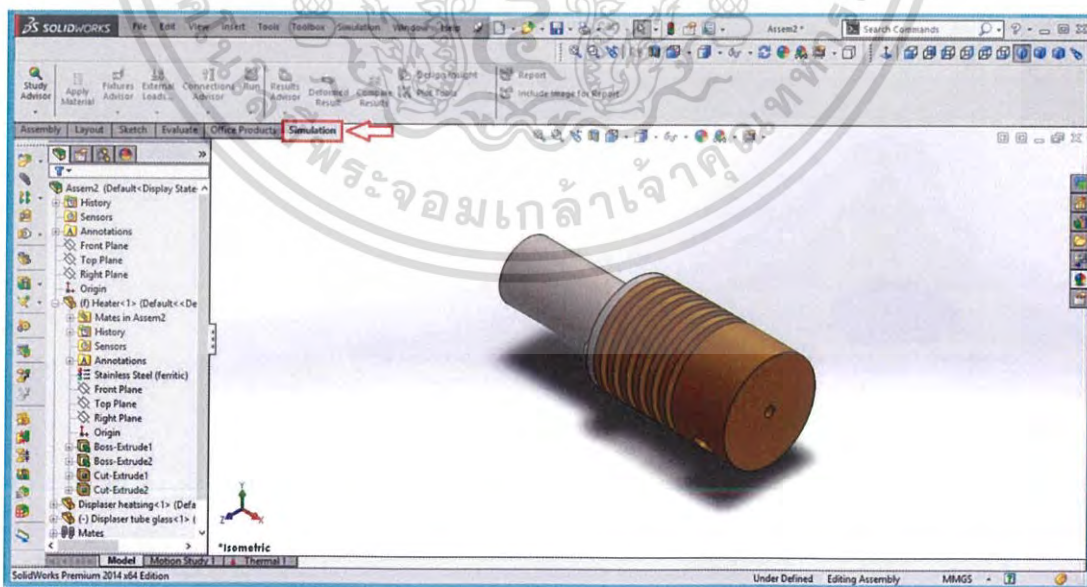 SOLIDWORKS File Edit View Insert Tools Toolbox Simulation Window Help Assem2 * Search Commands
Study Advisor
Apply Material
Fixtures Advisor
External Loads...
Connections Advisor
Run
Results Advisor
Deformed Result
Compare Results
Design Insight
Plot Tools
Report
Include Image for Report
Assembly Layout Sketch Evaluate Office Products Simulation
พระจอมเกล้าเจ้าคุณทหาร
Assem2 (Default<Display State-
History
Sensors
Annotations
Front Plane
Top Plane
Right Plane
Origin
(f) Heater<1> (Default<<De
Mates in Assem2
History
Sensors
Annotations
Stainless Steel (ferritic)
Front Plane
Top Plane
Right Plane
Origin
Boss-Extrude1
Boss-Extrude2
Cut-Extrude1
Cut-Extrude2
Displaser heatsing<1> (Defa
(-) Displaser tube glass<1> (
Mates
Y
Z X
*Isometric
Model Motion Study 1 Thermal 1
SolidWorks Premium 2014 x64 Edition Under Defined Editing Assembly MMGS